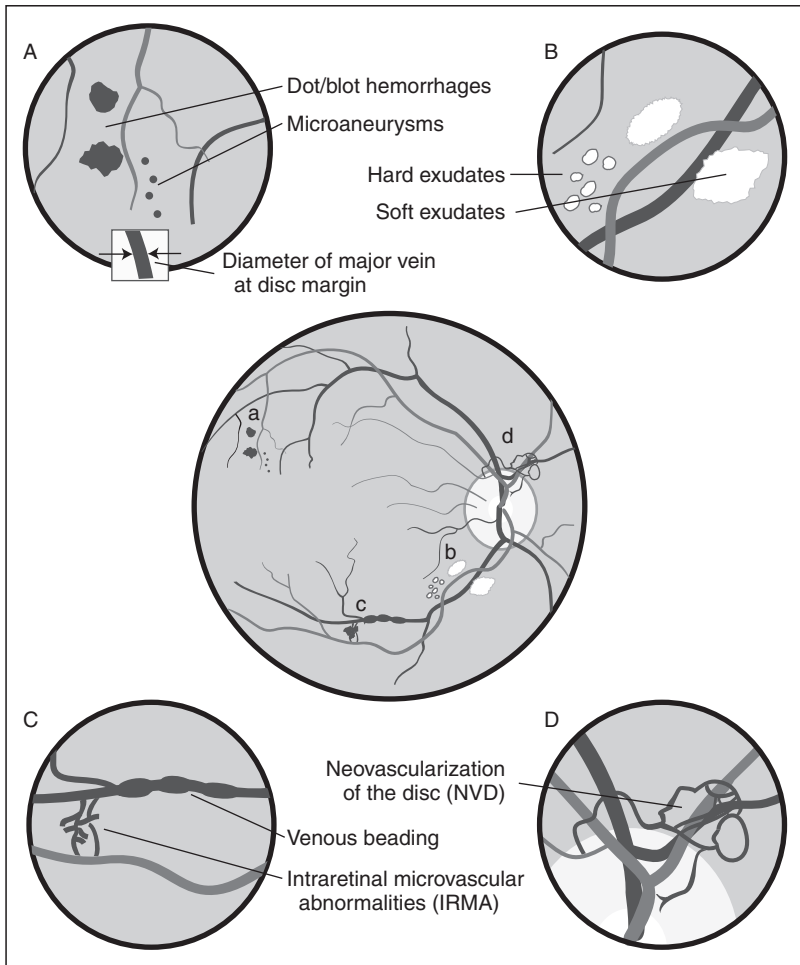 A
Dot/blot hemorrhages
Microaneurysms
Diameter of major vein
at disc margin
B
Hard exudates
Soft exudates
a
d
b
c
C
Venous beading
Intraretinal microvascular
abnormalities (IRMA)
D
Neovascularization
of the disc (NVD)